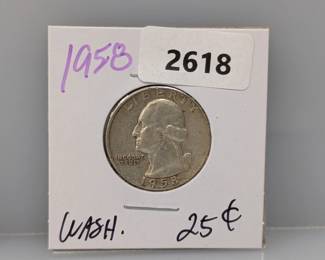 1958
2618
LIBERTY
IN GOD WE
TRUST
1958
WASH. 25¢